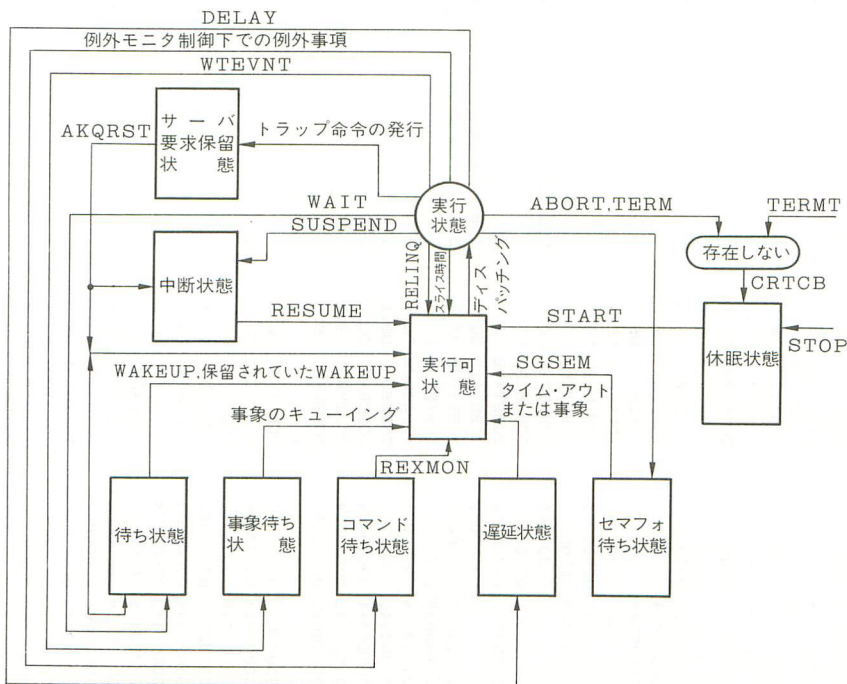 DELAY
例外モニタ制御下での例外事項
WTEVNT
サーバ
要求保留
状態
AKQRST
トラップ命令の発行
WAIT
実行
状態
ABORT,TERM
TERMT
SUSPEND
存在しない
中断状態
RELINQ
スライス時間
ディス
パッチング
CRTCB
RESUME
START
休眠状態
STOP
実行可
状態
WAKEUP,保留されていたWAKEUP
SGSEM
タイム・アウト
または事象
事象のキューイング
REXMON
待ち状態
事象待ち
状態
コマンド
待ち状態
遅延状態
セマフォ
待ち状態